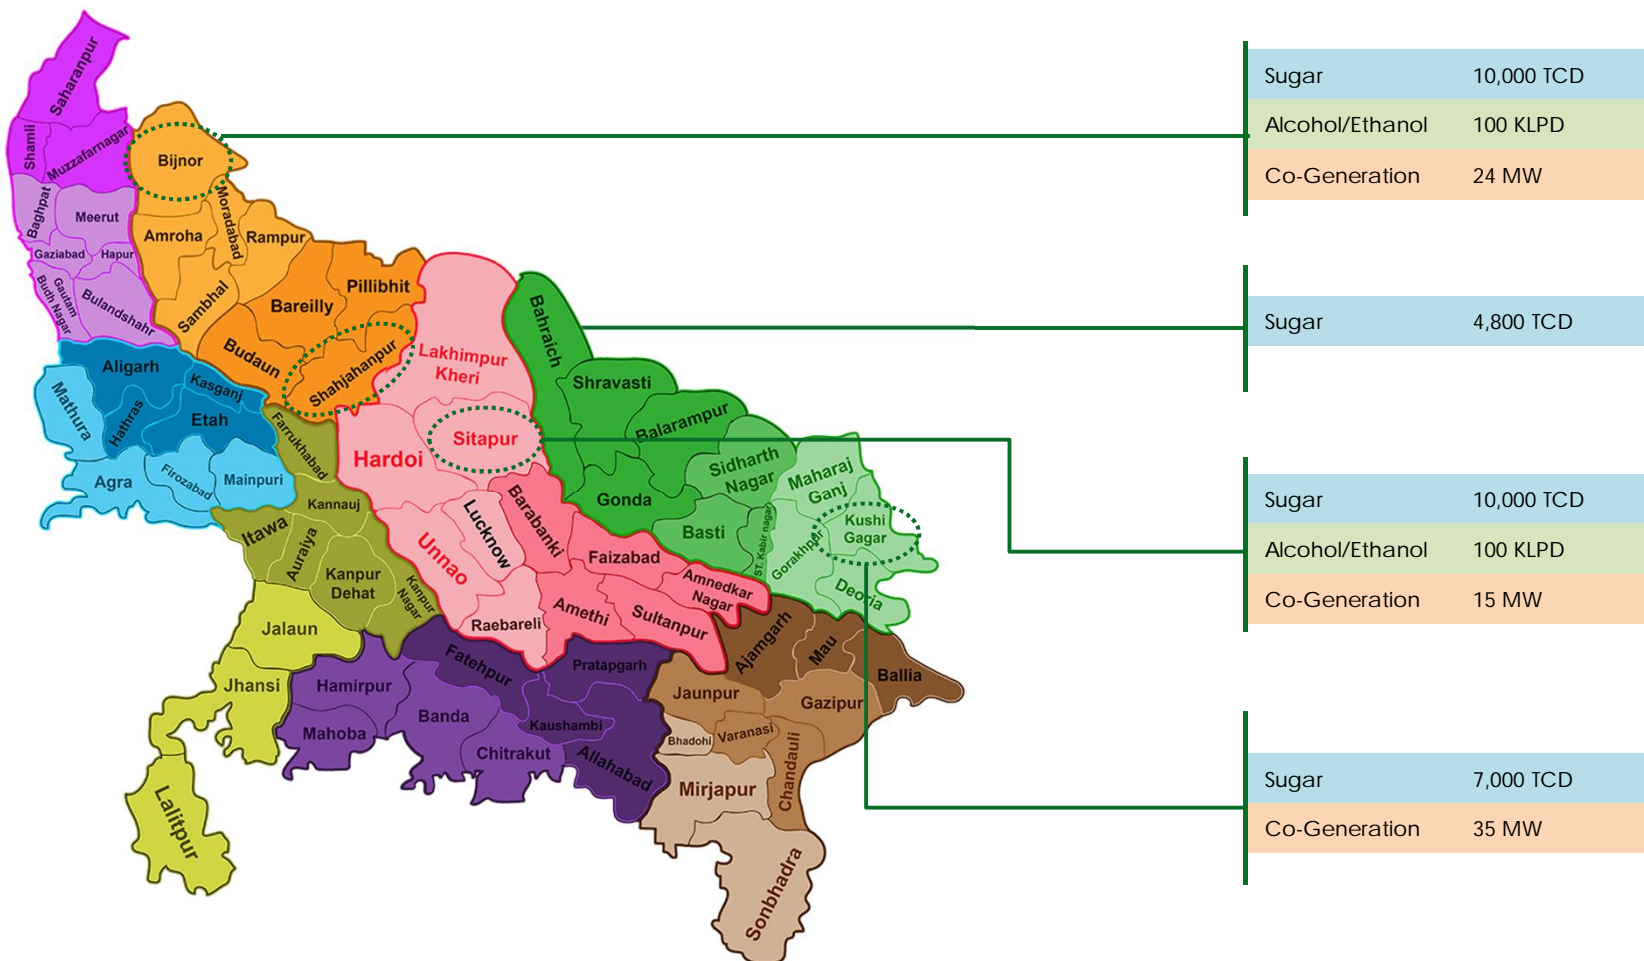 Saharanpur
Shamli
Muzzafarnagar
Baghpat
Meerut
Gaziabad
Hapur
Gautam
Budh Nagar
Bulandshahr
Bijnor
Moradabad
Amroha
Rampur
Sambhal
Bareilly
Pillibhit
Budaun
Shahjahanpur
Aligarh
Kasganj
Mathura
Hathras
Etah
Agra
Firozabad
Mainpuri
Farrukhabad
Kannauj
Itawa
Auraiya
Kanpur
Dehat
Kanpur
Nagar
Lakhimpur
Kheri
Sitapur
Hardoi
Lucknow
Unnao
Raebareli
Barabanki
Faizabad
Amnedkar
Nagar
Amethi
Sultanpur
Bahraich
Shravasti
Balarampur
Gonda
Sidharth
Nagar
Basti
ST. Kabir nagar
Maharaj
Ganj
Gorakhpur
Kushi
Gagar
Deoria
Jalaun
Jhansi
Lalitpur
Hamirpur
Mahoba
Banda
Chitrakut
Fatehpur
Pratapgarh
Kaushambi
Allahabad
Ajamgarh
Mau
Ballia
Jaunpur
Gazipur
Bhadohi
Varanasi
Chandauli
Mirjapur
Sonbhadra
Sugar 10,000 TCD
Alcohol/Ethanol 100 KLPD
Co-Generation 24 MW
Sugar 4,800 TCD
Sugar 10,000 TCD
Alcohol/Ethanol 100 KLPD
Co-Generation 15 MW
Sugar 7,000 TCD
Co-Generation 35 MW